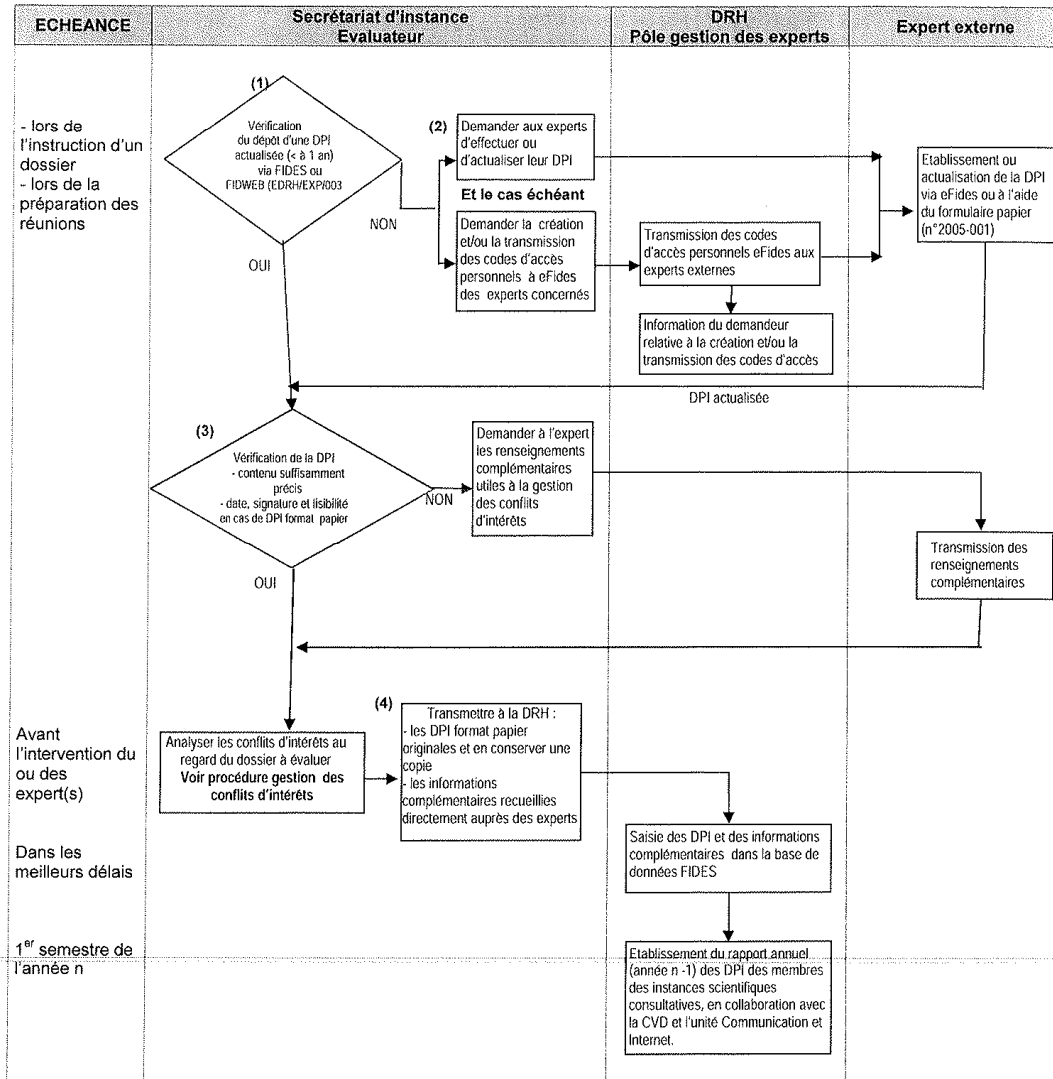 ECHEANCE
Secrétariat d'instance
Evaluateur
DRH
Pôle gestion des experts
Expert externe
- lors de
l'instruction d'un
dossier
- lors de la
préparation des
réunions
(1)
Vérification
du dépôt d'une DPI
actualisée (< à 1 an)
via FIDES ou
FIDWEB (EDRH/EXP/003
NON
OUI
(2)
Demander aux experts
d'effectuer ou
d'actualiser leur DPI
Et le cas échéant
Demander la création
et/ou la transmission
des codes d'accès
personnels à eFides
des experts concernés
Transmission des codes
d'accès personnels eFides aux
experts externes
Information du demandeur
relative à la création et/ou la
transmission des codes d'accès
Etablissement ou
actualisation de la DPI
via eFides ou à l'aide
du formulaire papier
(n°2005-001)
DPI actualisée
(3)
Vérification de la DPI
- contenu suffisamment
précis
- date, signature et lisibilité
en cas de DPI format papier
NON
OUI
Demander à l'expert
les renseignements
complémentaires
utiles à la gestion
des conflits
d'intérêts
Transmission des
renseignements
complémentaires
Avant
l'intervention du
ou des
expert(s)
Analyser les conflits d'intérêts au
regard du dossier à évaluer
Voir procédure gestion des
conflits d'intérêts
(4)
Transmettre à la DRH :
- les DPI format papier
originales et en conserver une
copie
- les informations
complémentaires recueillies
directement auprès des experts
Dans les
meilleurs délais
Saisie des DPI et des informations
complémentaires dans la base de
données FIDES
1er semestre de
l'année n
Etablissement du rapport annuel
(année n -1) des DPI des membres
des instances scientifiques
consultatives, en collaboration avec
la CVD et l'unité Communication et
Internet.